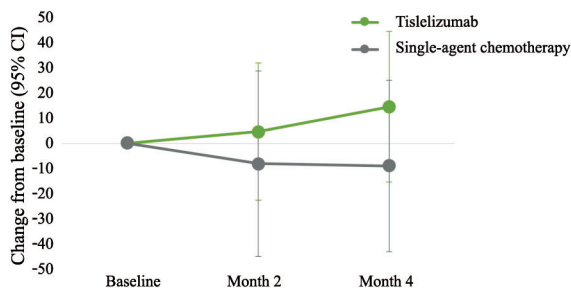 50
40
30
20
10
0
-10
-20
-30
-40
-50
Change from baseline (95% CI)
Tislelizumab
Single-agent chemotherapy
Baseline
Month 2
Month 4